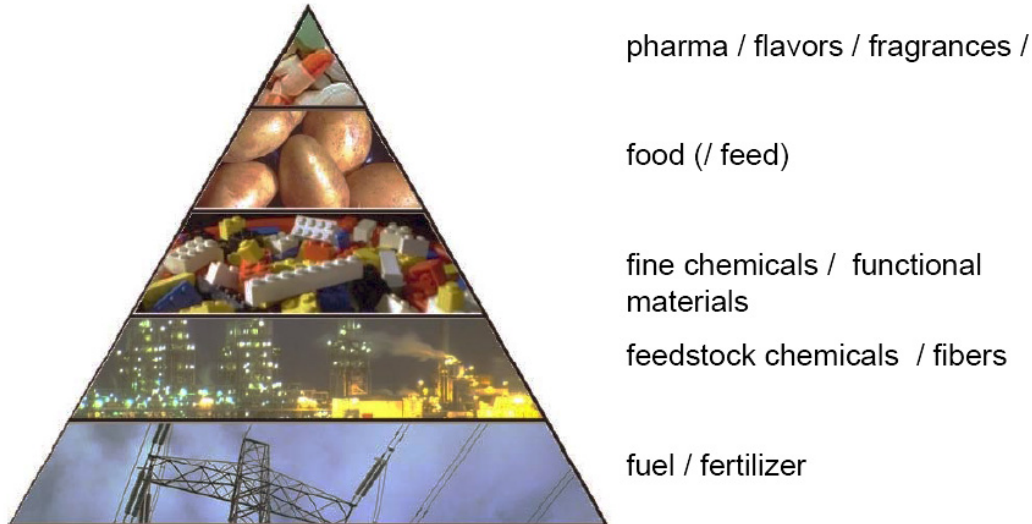 pharma / flavors / fragrances /
food (/ feed)
fine chemicals / functional
materials
feedstock chemicals / fibers
fuel / fertilizer